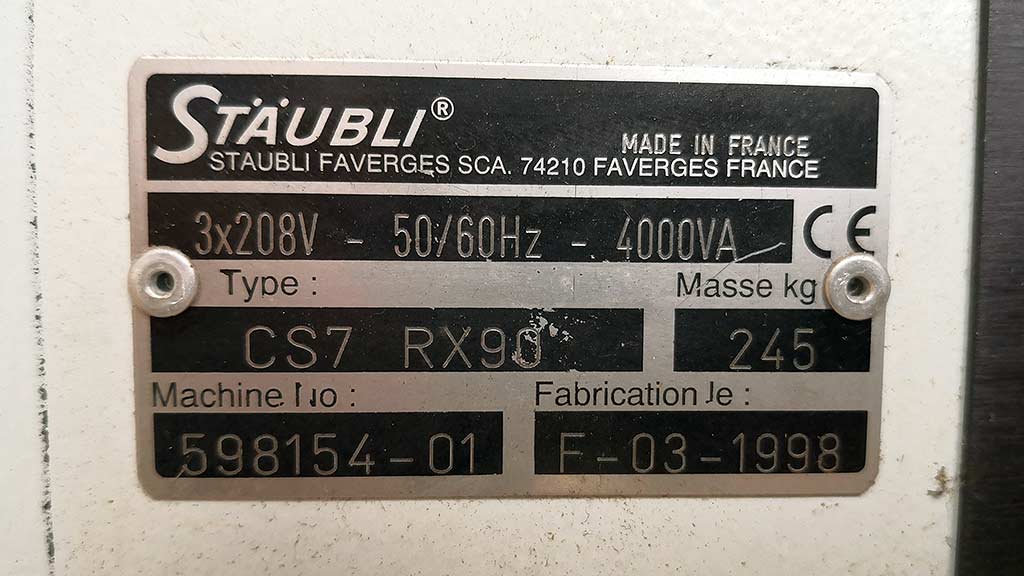 STÄUBLI®
MADE IN FRANCE
STAUBLI FAVERGES SCA. 74210 FAVERGES FRANCE
3x208V - 50/60Hz - 4000VA CE
Type : Masse kg
CS7 RX90 245
Machine No : Fabrication le :
598154-01 F-03-1998